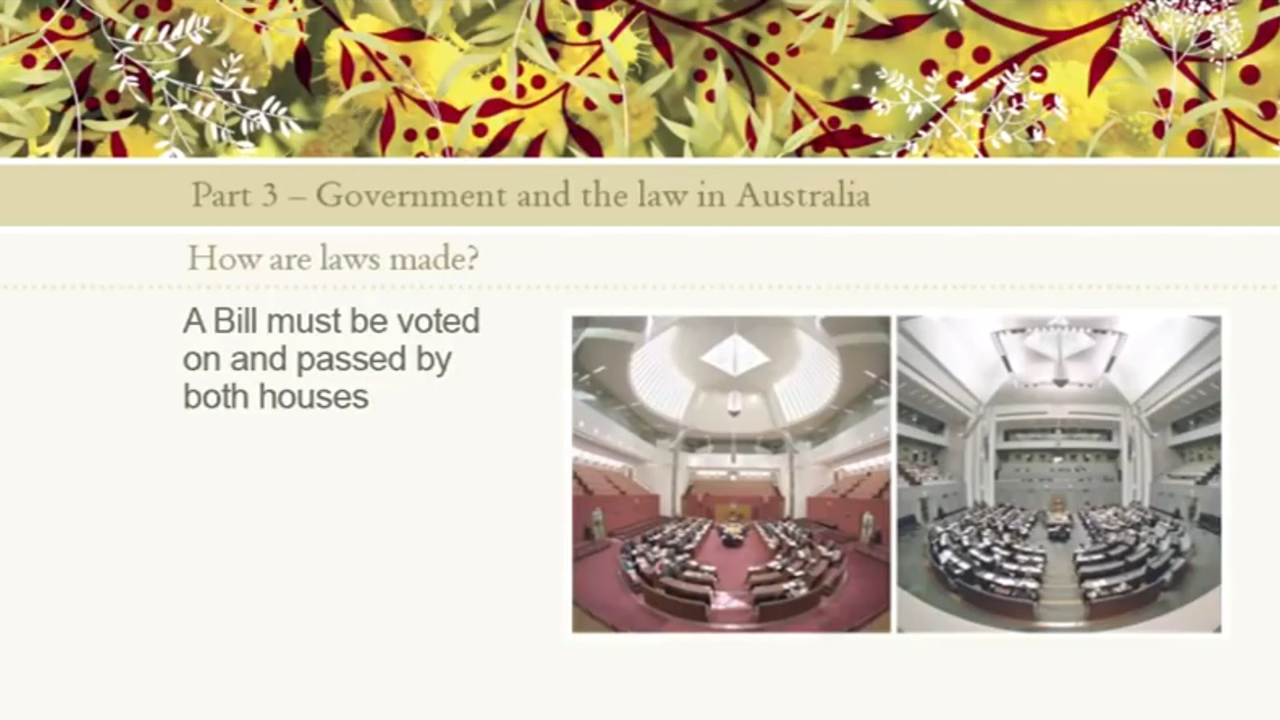 Part 3 – Government and the law in Australia
How are laws made?
A Bill must be voted
on and passed by
both houses